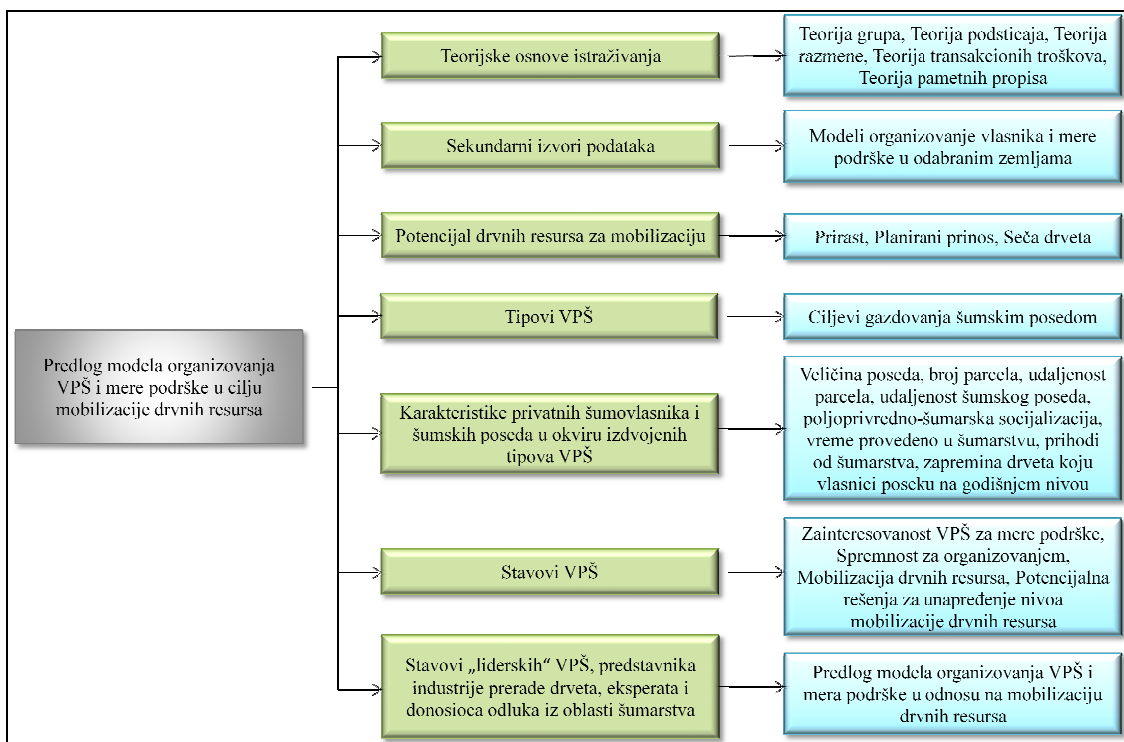 Predlog modela organizovanja
VPŠ i mere podrške u cilju
mobilizacije drvnih resursa
Teorijske osnove istraživanja
Teorija grupa, Teorija podsticaja, Teorija
razmene, Teorija transakcionih troškova,
Teorija pametnih propisa
Sekundarni izvori podataka
Modeli organizovanje vlasnika i mere
podrške u odabranim zemljama
Potencijal drvnih resursa za mobilizaciju
Prirast, Planirani prinos, Seča drveta
Tipovi VPŠ
Ciljevi gazdovanja šumskim posedom
Karakteristike privatnih šumovlasnika i
šumskih poseda u okviru izdvojenih
tipova VPŠ
Veličina poseda, broj parcela, udaljenost
parcela, udaljenost šumskog poseda,
poljoprivredno-šumarska socijalizacija,
vreme provedeno u šumarstvu, prihodi
od šumarstva, zapremina drveta koju
vlasnici poseku na godišnjem nivou
Stavovi VPŠ
Zainteresovanost VPŠ za mere podrške,
Spremnost za organizovanjem,
Mobilizacija drvnih resursa, Potencijalna
rešenja za unapređenje nivoa
mobilizacije drvnih resursa
Stavovi „liderskih“ VPŠ, predstavnika
industrije prerade drveta, eksperata i
donosioca odluka iz oblasti šumarstva
Predlog modela organizovanja VPŠ i
mera podrške u odnosu na mobilizaciju
drvnih resursa